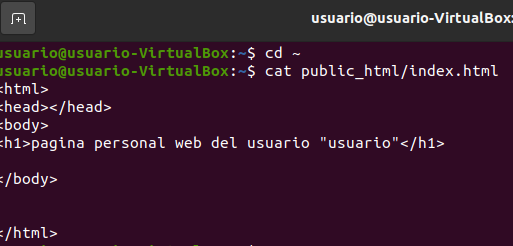 usuario@usuario-VirtualBox:
usuario@usuario-VirtualBox:~$ cd ~
usuario@usuario-VirtualBox:~$ cat public_html/index.html
<html>
<head></head>
<body>
<h1>pagina personal web del usuario "usuario"</h1>
</body>
</html>